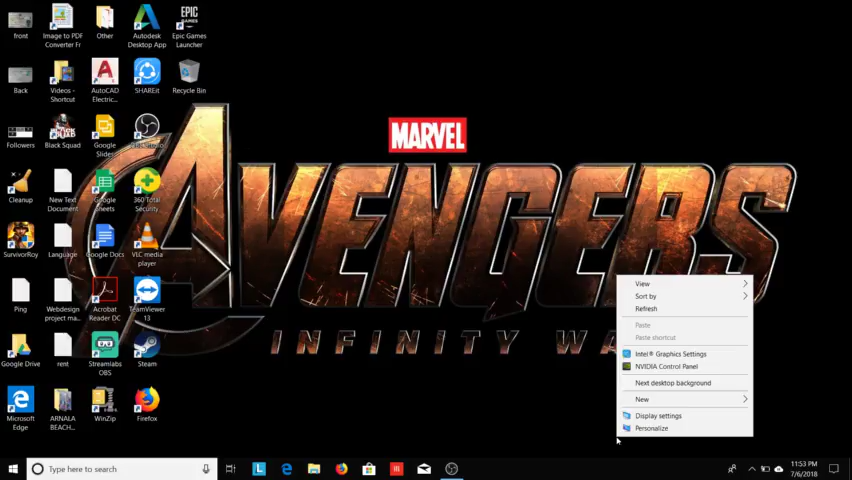 front
Image to PDF
Converter Fr
Other
Autodesk
Desktop App
EPIC
GAMES
Epic Games
Launcher
Back
Videos -
Shortcut
AutoCAD
Electric...
SHAREit
Recycle Bin
Followers
Black Squad
Google
Slides
Cleanup
New Text
Document
Google
Sheets
360 Total
Security
SurvivorRoy
Language
Google Docs
VLC media
player
Ping
Webdesign
project ma...
Acrobat
Reader DC
TeamViewer
13
Google Drive
rent
Streamlabs
OBS
Steam
Microsoft
Edge
ARNALA
BEACH...
WinZip
Firefox
MARVEL
AVENGERS
INFINITY WA
View
Sort by
Refresh
Paste
Paste shortcut
Intel® Graphics Settings
NVIDIA Control Panel
Next desktop background
New
Display settings
Personalize
Type here to search
L
11:53 PM
7/6/2018